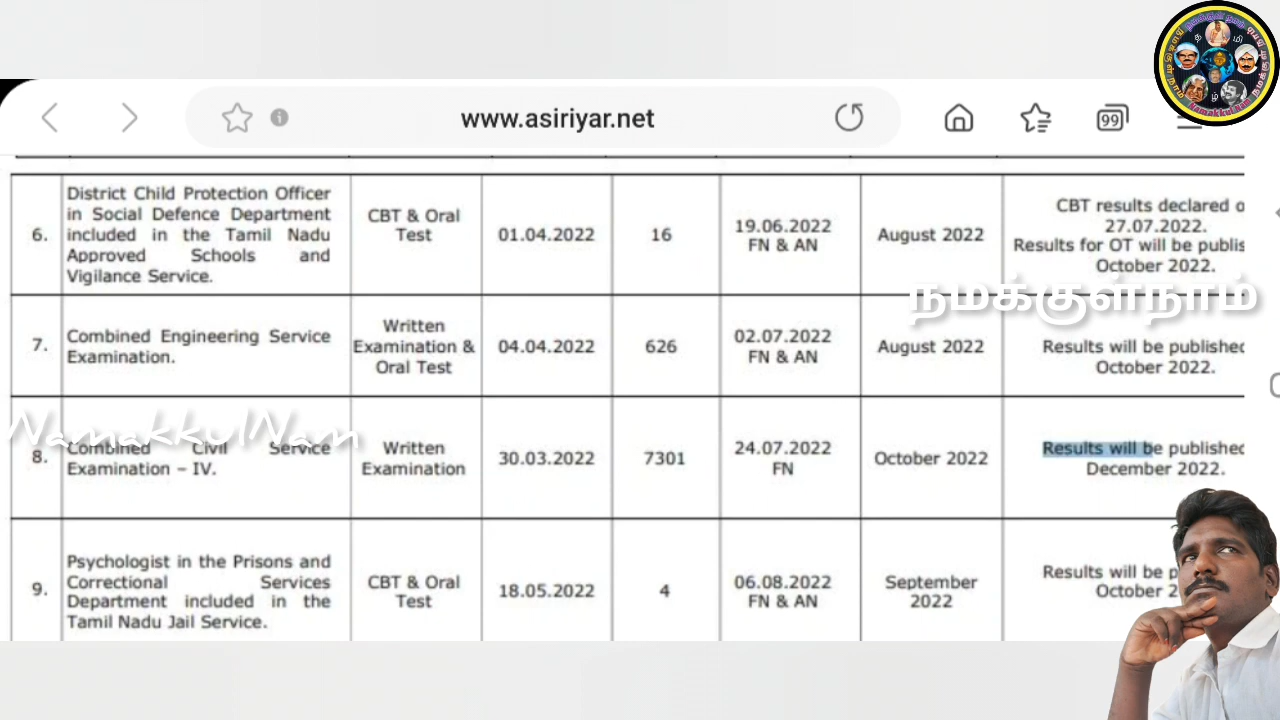 www.asiriyar.net
99
6.
District Child Protection Officer
in Social Defence Department
included in the Tamil Nadu
Approved Schools and
Vigilance Service.
CBT & Oral
Test
01.04.2022
16
19.06.2022
FN & AN
August 2022
CBT results declared o
27.07.2022.
Results for OT will be publis
October 2022.
நமக்குள்நாம்
7.
Combined Engineering Service
Examination.
Written
Examination &
Oral Test
04.04.2022
626
02.07.2022
FN & AN
August 2022
Results will be published
October 2022.
NamakkulNam
8.
Combined Civil Service
Examination – IV.
Written
Examination
30.03.2022
7301
24.07.2022
FN
October 2022
Results will be published
December 2022.
9.
Psychologist in the Prisons and
Correctional Services
Department included in the
Tamil Nadu Jail Service.
CBT & Oral
Test
18.05.2022
4
06.08.2022
FN & AN
September
2022
Results will be p
October 2